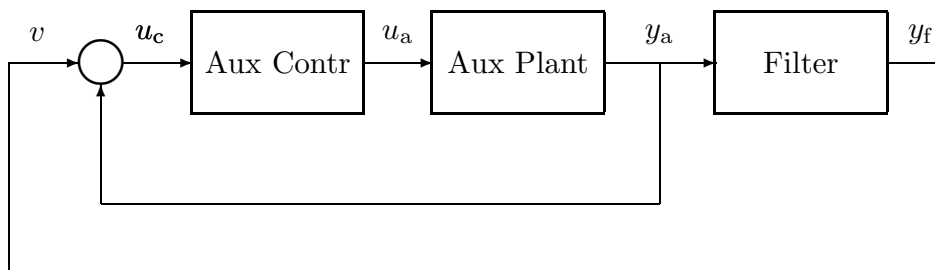 v
u_c
Aux Contr
u_a
Aux Plant
y_a
Filter
y_f